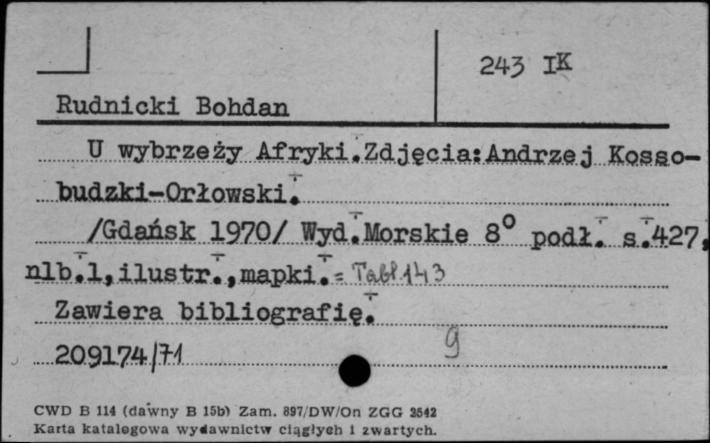 243 IK
Rudnicki Bohdan
U wybrzeży Afryki.Zdjęcia:Andrzej Kosso-
budzki-Orłowski.
/Gdańsk 1970/ Wyd.Morskie 8° podł. s.427,
nlb.1,ilustr.,mapki.= Tabl.143
Zawiera bibliografię.
209174/71 9
CWD B 114 (dawny B 15b) Zam. 897/DW/On ZGG 2542
Karta katalogowa wydawnictw ciągłych i zwartych.